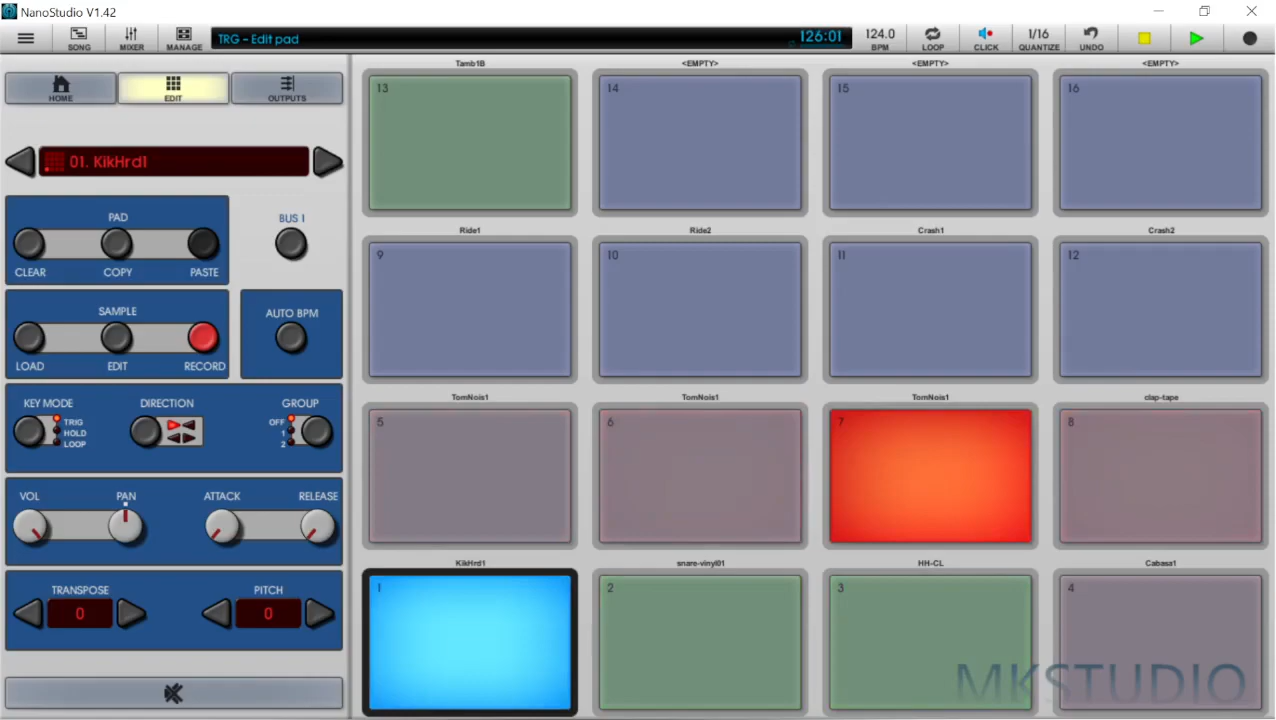 NanoStudio V1.42
SONG
MIXER
MANAGE
TRG - Edit pad
126:01
124.0
BPM
LOOP
CLICK
1/16
QUANTIZE
UNDO
HOME
EDIT
OUTPUTS
01. KikHrd1
PAD
CLEAR
COPY
PASTE
BUS I
SAMPLE
LOAD
EDIT
RECORD
AUTO BPM
KEY MODE
TRIG
HOLD
LOOP
DIRECTION
GROUP
OFF
1
2
VOL
PAN
ATTACK
RELEASE
TRANSPOSE
0
PITCH
0
Tamb1B
<EMPTY>
<EMPTY>
<EMPTY>
13
14
15
16
Ride1
Ride2
Crash1
Crash2
9
10
11
12
TomNois1
TomNois1
TomNois1
clap-tape
5
6
7
8
KikHrd1
snare-vinyl01
HH-CL
Cabasa1
1
2
3
4
MKSTUDIO